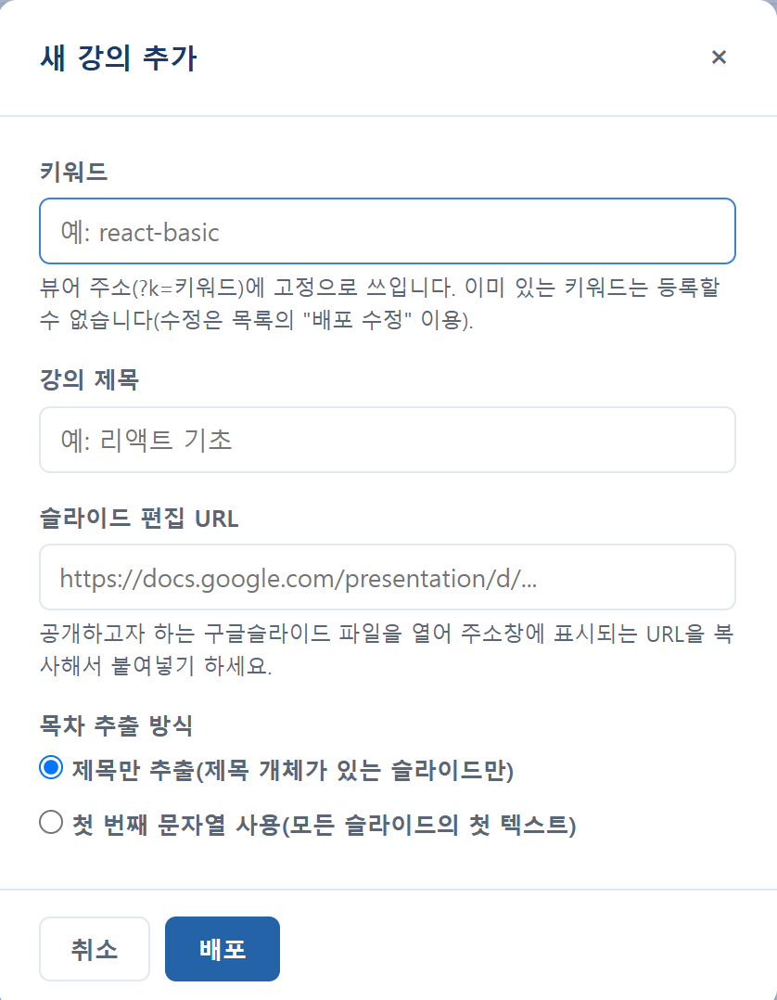 새 강의 추가
×
키워드
예: react-basic
뷰어 주소(?k=키워드)에 고정으로 쓰입니다. 이미 있는 키워드는 등록할
수 없습니다(수정은 목록의 "배포 수정" 이용).
강의 제목
예: 리액트 기초
슬라이드 편집 URL
https://docs.google.com/presentation/d/...
공개하고자 하는 구글슬라이드 파일을 열어 주소창에 표시되는 URL을 복
사해서 붙여넣기 하세요.
목차 추출 방식
제목만 추출(제목 개체가 있는 슬라이드만)
첫 번째 문자열 사용(모든 슬라이드의 첫 텍스트)
취소
배포